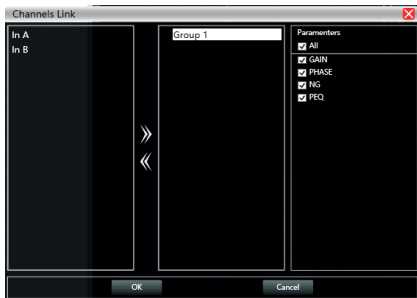 Channels Link
In A
In B
Group 1
Paramenters
All
GAIN
PHASE
NG
PEQ
OK
Cancel